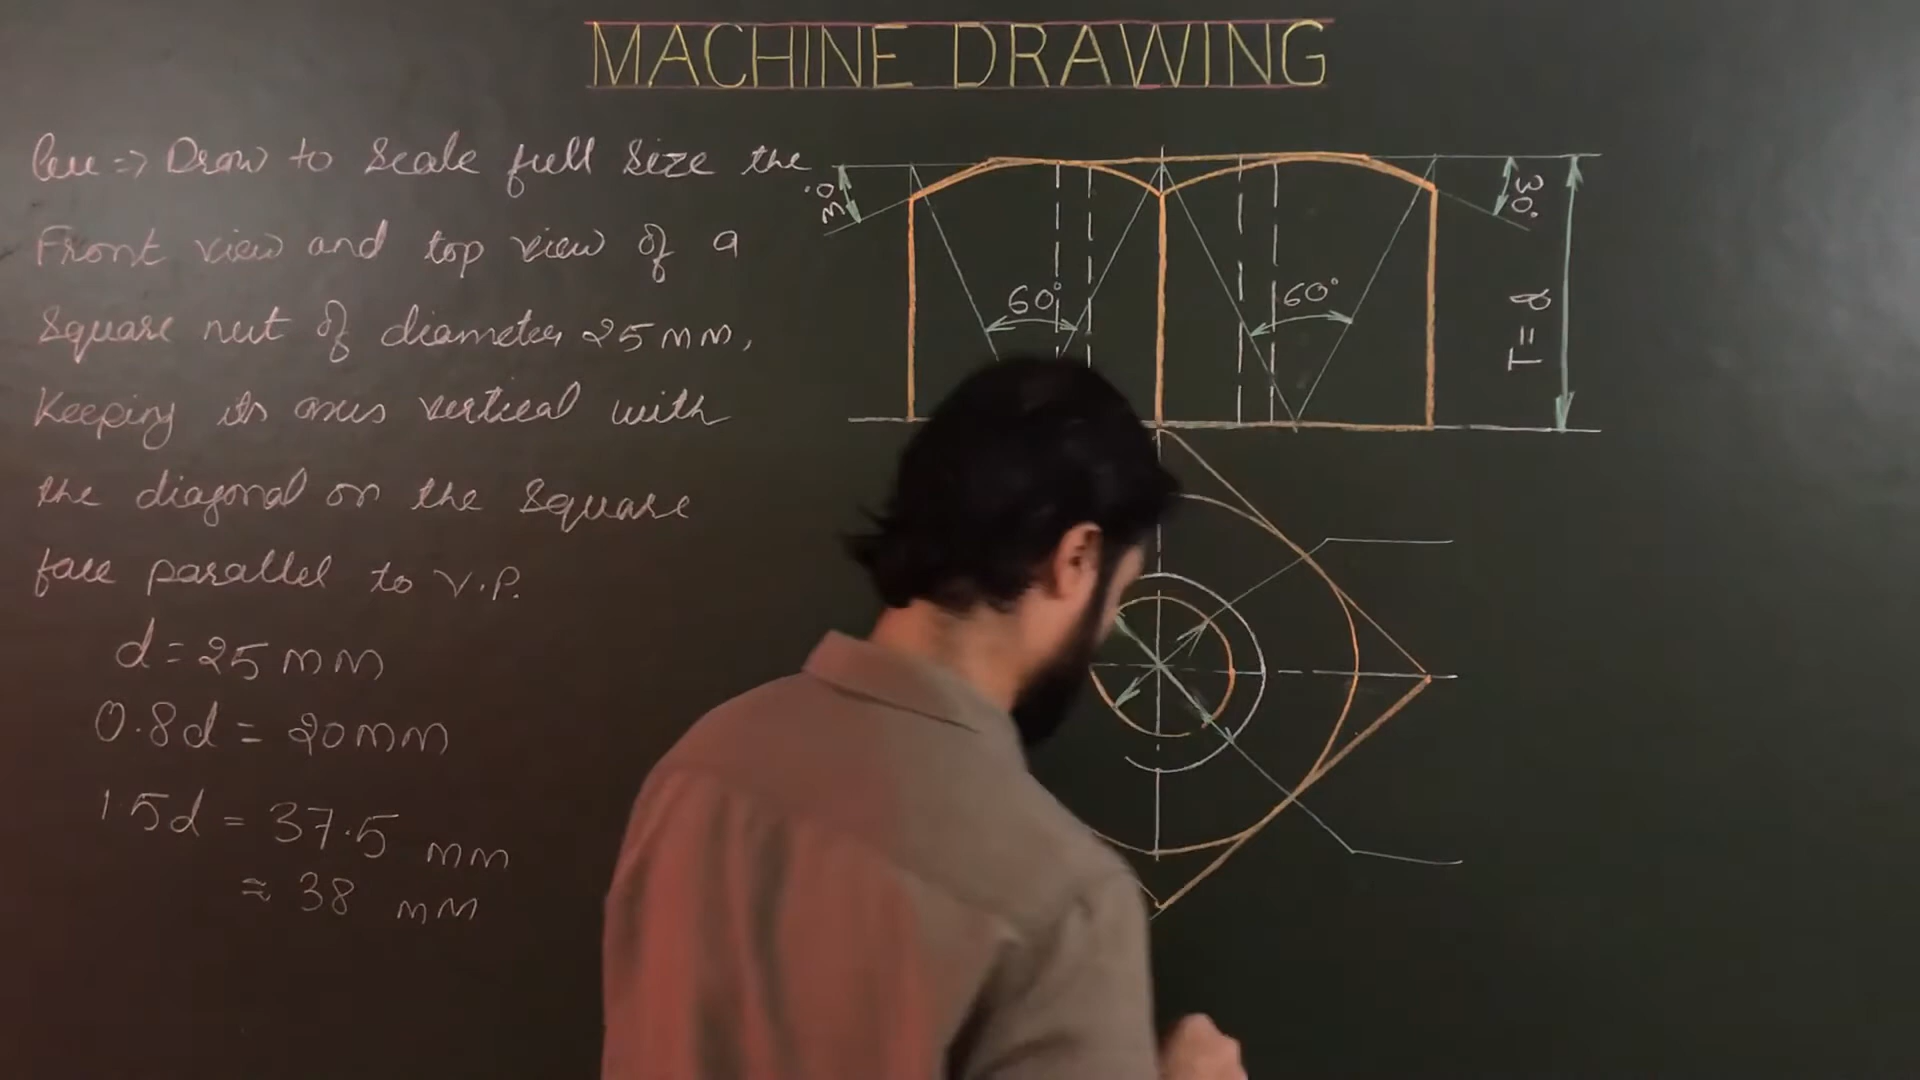 MACHINE DRAWING
Que => Draw to Scale full Size the
Front view and top view of a
Square nut of diameter 25 mm,
Keeping its axis vertical with
the diagonal on the square
face parallel to V.P.
d = 25 mm
0.8d = 20 mm
1.5d = 37.5 mm
≈ 38 mm
30°
60°
60°
30°
T = d